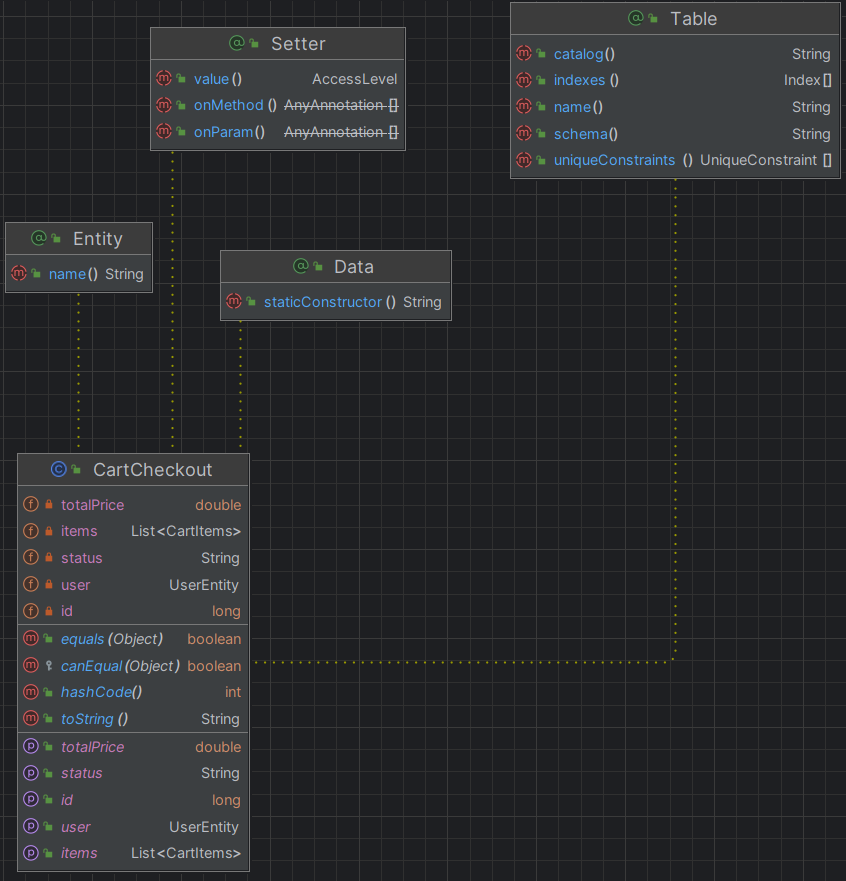 Setter
value() AccessLevel
onMethod () AnyAnnotation []
onParam() AnyAnnotation []
Table
catalog() String
indexes () Index[]
name() String
schema() String
uniqueConstraints () UniqueConstraint []
Entity
name() String
Data
staticConstructor () String
CartCheckout
totalPrice double
items List<CartItems>
status String
user UserEntity
id long
equals (Object) boolean
canEqual (Object) boolean
hashCode() int
toString () String
totalPrice double
status String
id long
user UserEntity
items List<CartItems>